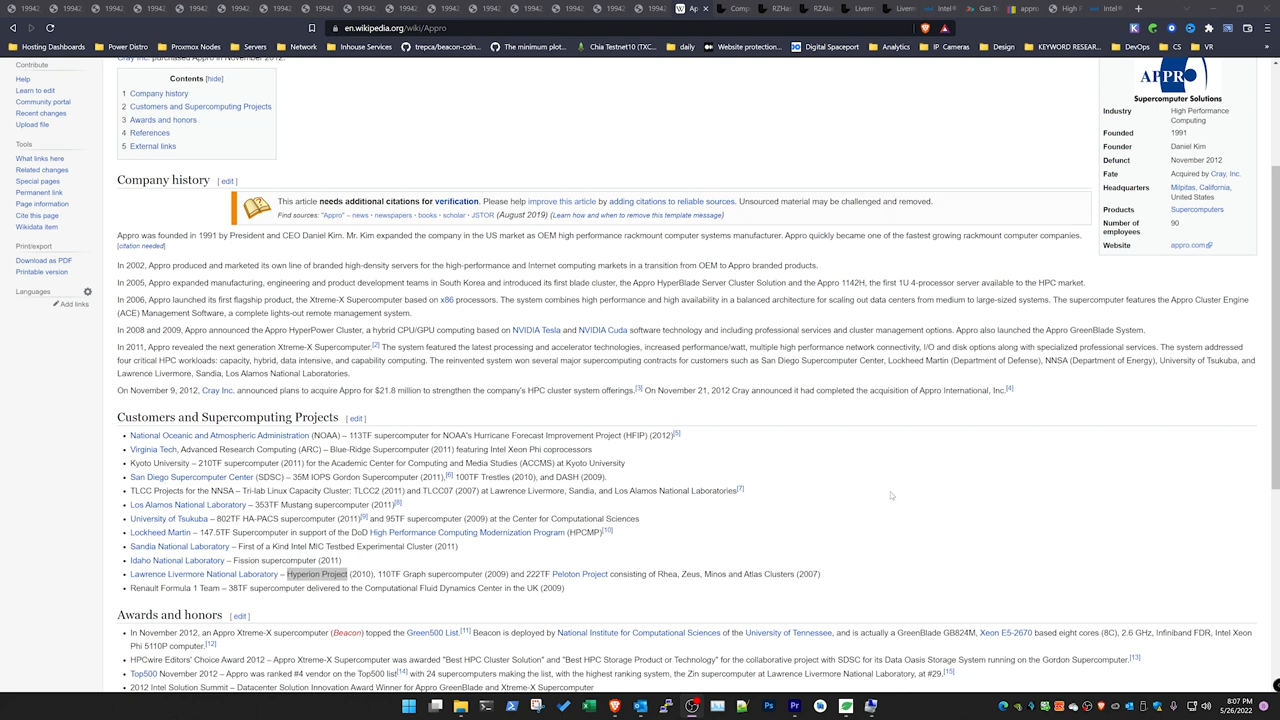 1994 1994 1994 1994 1994 1994 1994 1994 1994 1994 1994
en.wikipedia.org/wiki/Appro
Hosting Dashboards Power Distro Proxmox Nodes Network Inhouse Services trepca/beacon-coin... The minimum plot... Chia Testnet10 (TXC... daily Website protection... Digital Spaceport Analytics IP Cameras Design KEYWORD RESEAR... DevOps CS VR
Contribute
Help
Learn to edit
Community portal
Recent changes
Upload file
Tools
What links here
Related changes
Special pages
Permanent link
Page information
Cite this page
Wikidata item
Print/export
Download as PDF
Printable version
Languages
Add links
Cray Inc. purchased Appro in November 2012.
Contents [hide]
1 Company history
2 Customers and Supercomputing Projects
3 Awards and honors
4 References
5 External links
APPRO
Supercomputer Solutions
Industry High Performance
Computing
Founded 1991
Founder Daniel Kim
Defunct November 2012
Fate Acquired by Cray, Inc.
Headquarters Milpitas, California,
United States
Products Supercomputers
Number of 90
employees
Website appro.com
Company history [ edit ]
This article needs additional citations for verification. Please help improve this article by adding citations to reliable sources. Unsourced material may be challenged and removed.
Find sources: "Appro" – news · newspapers · books · scholar · JSTOR (August 2019) (Learn how and when to remove this template message)
Appro was founded in 1991 by President and CEO Daniel Kim. Mr. Kim expanded the company in the US market as OEM high performance rackmount computer systems manufacturer. Appro quickly became one of the fastest growing rackmount computer companies.
[citation needed]
In 2002, Appro produced and marketed its own line of branded high-density servers for the high-performance and Internet computing markets in a transition from OEM to Appro branded products.
In 2005, Appro expanded manufacturing, engineering and product development teams in South Korea and introduced its first blade cluster, the Appro HyperBlade Server Cluster Solution and the Appro 1142H, the first 1U 4-processor server available to the HPC market.
In 2006, Appro launched its first flagship product, the Xtreme-X Supercomputer based on x86 processors. The system combines high performance and high availability in a balanced architecture for scaling out data centers from medium to large-sized systems. The supercomputer features the Appro Cluster Engine
(ACE) Management Software, a complete lights-out remote management system.
In 2008 and 2009, Appro announced the Appro HyperPower Cluster, a hybrid CPU/GPU computing based on NVIDIA Tesla and NVIDIA Cuda software technology and including professional services and cluster management options. Appro also launched the Appro GreenBlade System.
In 2011, Appro revealed the next generation Xtreme-X Supercomputer.[2] The system featured the latest processing and accelerator technologies, increased performance/watt, multiple high performance network connectivity, I/O and disk options along with specialized professional services. The system addressed
four critical HPC workloads: capacity, hybrid, data intensive, and capability computing. The reinvented system won several major supercomputing contracts for customers such as San Diego Supercomputer Center, Lockheed Martin (Department of Defense), NNSA (Department of Energy), University of Tsukuba, and
Lawrence Livermore, Sandia, Los Alamos National Laboratories.
On November 9, 2012, Cray Inc. announced plans to acquire Appro for $21.8 million to strengthen the company's HPC cluster system offerings.[3] On November 21, 2012 Cray announced it had completed the acquisition of Appro International, Inc.[4]
Customers and Supercomputing Projects [ edit ]
• National Oceanic and Atmospheric Administration (NOAA) – 113TF supercomputer for NOAA's Hurricane Forecast Improvement Project (HFIP) (2012)[5]
• Virginia Tech, Advanced Research Computing (ARC) – Blue-Ridge Supercomputer (2011) featuring Intel Xeon Phi coprocessors
• Kyoto University – 210TF supercomputer (2011) for the Academic Center for Computing and Media Studies (ACCMS) at Kyoto University
• San Diego Supercomputer Center (SDSC) – 35M IOPS Gordon Supercomputer (2011),[6] 100TF Trestles (2010), and DASH (2009).
• TLCC Projects for the NNSA – Tri-lab Linux Capacity Cluster: TLCC2 (2011) and TLCC07 (2007) at Lawrence Livermore, Sandia, and Los Alamos National Laboratories[7]
• Los Alamos National Laboratory – 353TF Mustang supercomputer (2011)[8]
• University of Tsukuba – 802TF HA-PACS supercomputer (2011)[9] and 95TF supercomputer (2009) at the Center for Computational Sciences
• Lockheed Martin – 147.5TF Supercomputer in support of the DoD High Performance Computing Modernization Program (HPCMP)[10]
• Sandia National Laboratory – First of a Kind Intel MIC Testbed Experimental Cluster (2011)
• Idaho National Laboratory – Fission supercomputer (2011)
• Lawrence Livermore National Laboratory – Hyperion Project (2010), 110TF Graph supercomputer (2009) and 222TF Peloton Project consisting of Rhea, Zeus, Minos and Atlas Clusters (2007)
• Renault Formula 1 Team – 38TF supercomputer delivered to the Computational Fluid Dynamics Center in the UK (2009)
Awards and honors [ edit ]
• In November 2012, an Appro Xtreme-X supercomputer (Beacon) topped the Green500 List.[11] Beacon is deployed by National Institute for Computational Sciences of the University of Tennessee, and is actually a GreenBlade GB824M, Xeon E5-2670 based eight cores (8C), 2.6 GHz, Infiniband FDR, Intel Xeon
Phi 5110P computer.[12]
• HPCwire Editors' Choice Award 2012 – Appro Xtreme-X Supercomputer was awarded "Best HPC Cluster Solution" and "Best HPC Storage Product or Technology" for the collaborative project with SDSC for its Data Oasis Storage System running on the Gordon Supercomputer.[13]
• Top500 November 2012 – Appro was ranked #4 vendor on the Top500 list[14] with 24 supercomputers making the list, with the highest ranking system, the Zin supercomputer at Lawrence Livermore National Laboratory, at #29.[15]
• 2012 Intel Solution Summit – Datacenter Solution Innovation Award Winner for Appro GreenBlade and Xtreme-X Supercomputer
8:07 PM
5/26/2022